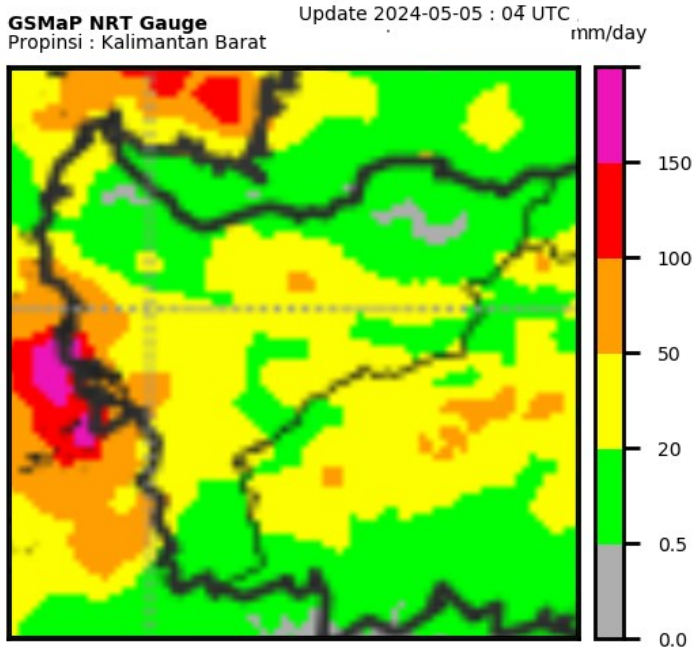 GSMaP NRT Gauge
Update 2024-05-05 : 04 UTC
Propinsi : Kalimantan Barat
mm/day
150
100
50
20
0.5
0.0